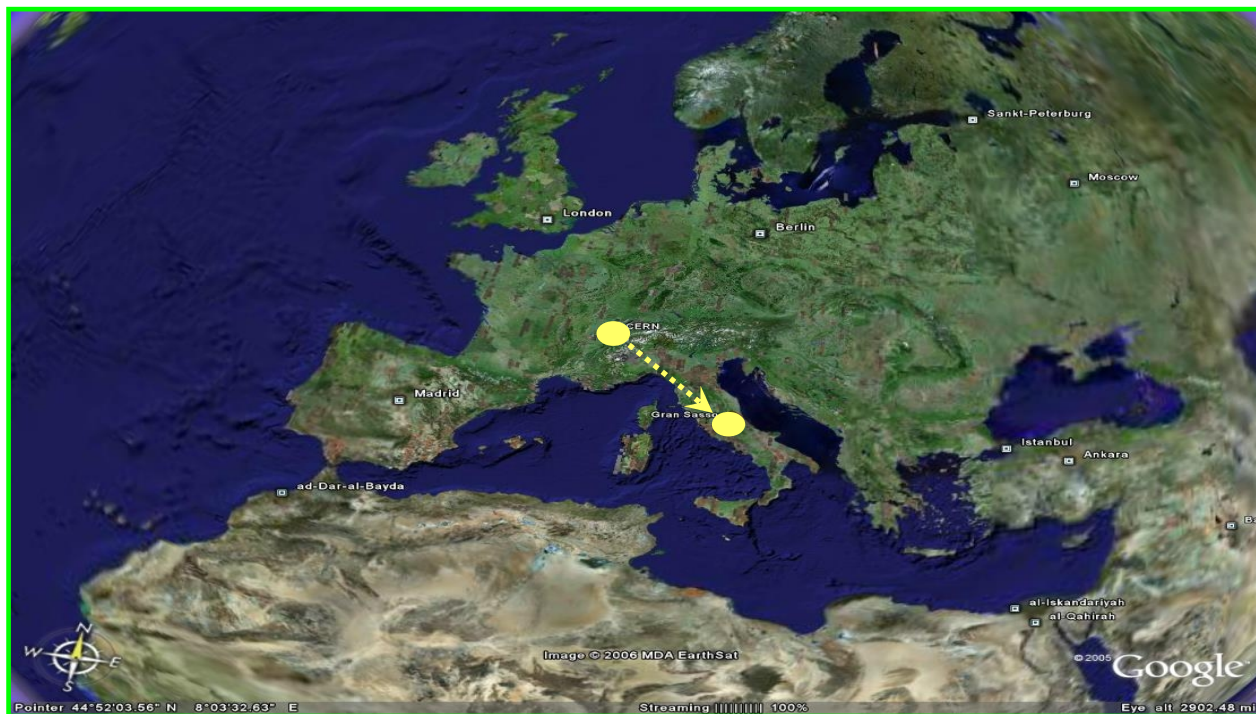 Sankt-Peterburg
Moscow
London
Berlin
CERN
Madrid
Gran Sasso
Istanbul
Ankara
ad-Dar-al-Bayda
al-Iskandariyah
al-Qahirah
N
W E
S
Image © 2006 MDA EarthSat
© 2005 Google
Pointer 44°52'03.56" N 8°03'32.63" E Streaming |||||||||| 100% Eye alt 2902.48 mi